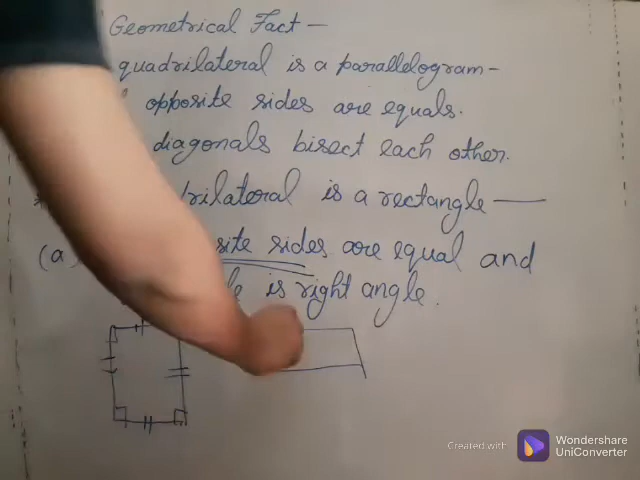 Geometrical Fact —
quadrilateral is a parallelogram —
opposite sides are equals.
diagonals bisect each other.
rilateral is a rectangle —
(a) site sides are equal and
is right angle.
Created with Wondershare UniConverter